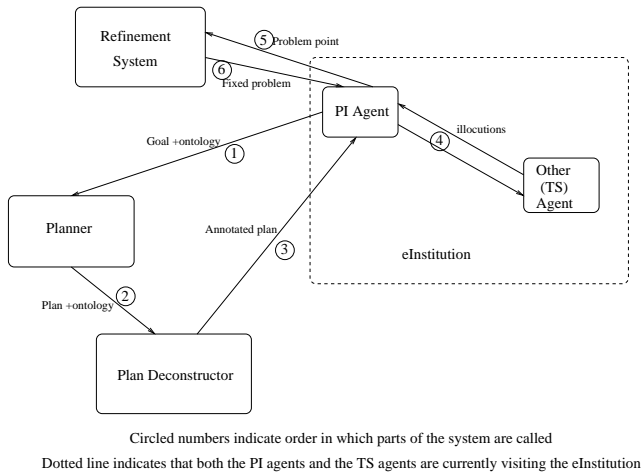 Refinement
System
5
Problem point
6
Fixed problem
PI Agent
illocutions
4
Goal +ontology
1
Other
(TS)
Agent
Planner
Annotated plan
3
eInstitution
2
Plan +ontology
Plan Deconstructor
Circled numbers indicate order in which parts of the system are called
Dotted line indicates that both the PI agents and the TS agents are currently visiting the eInstitution